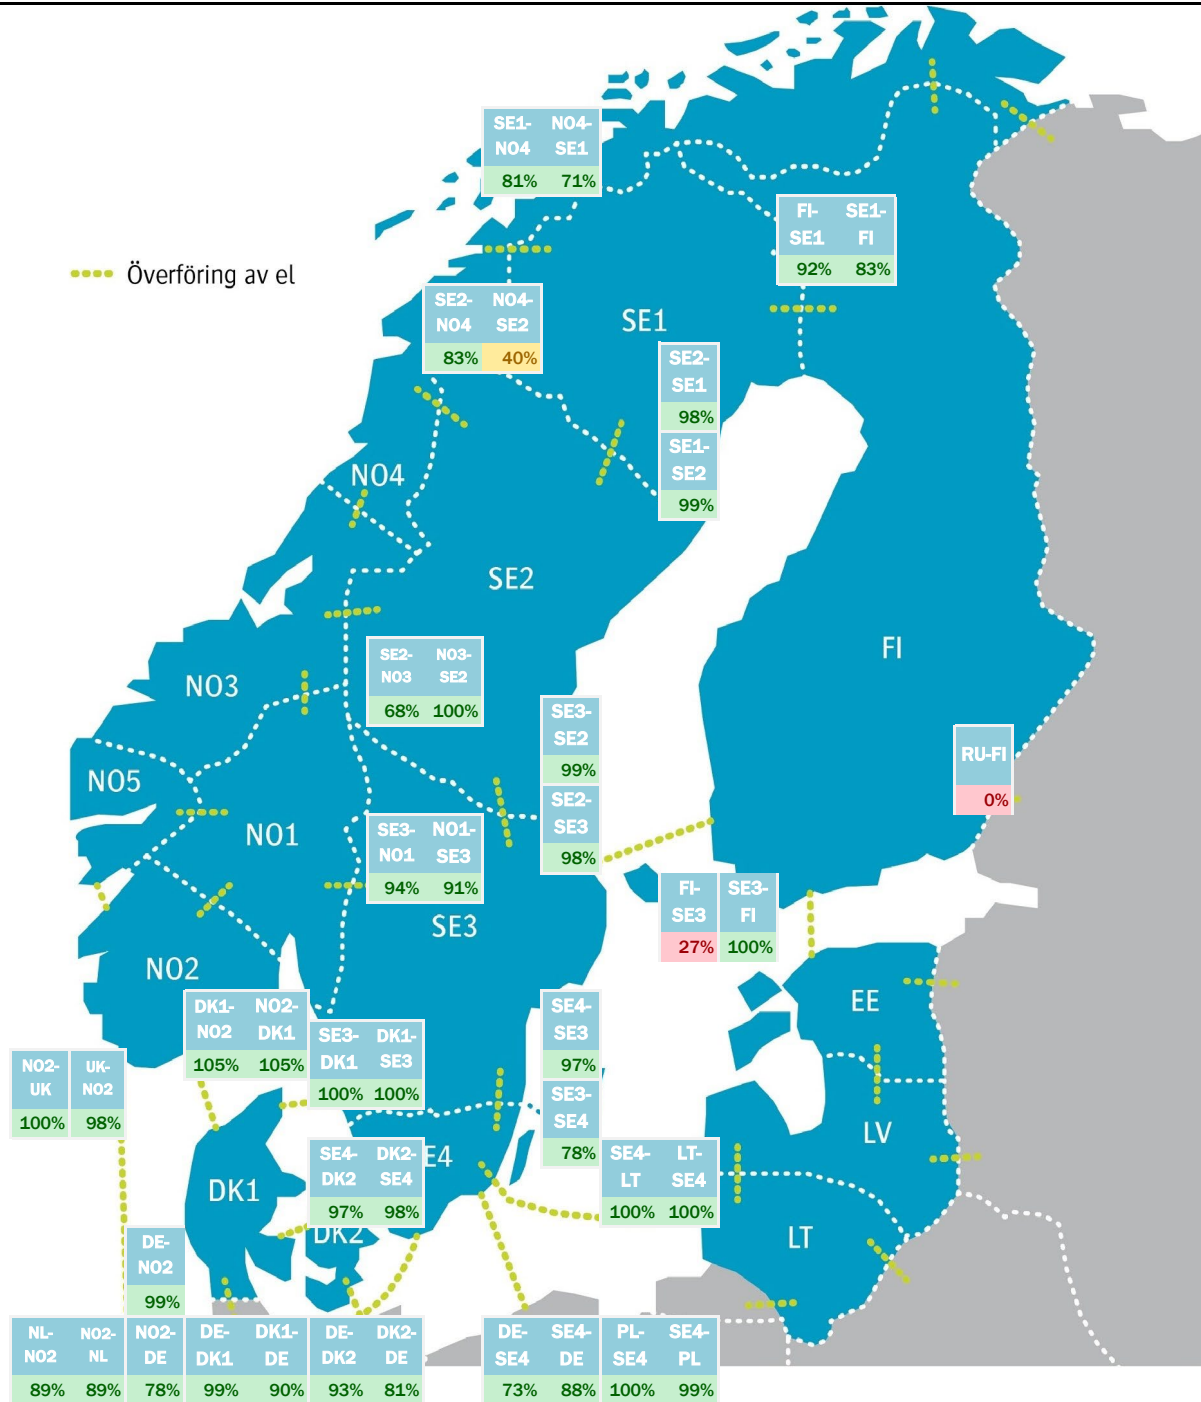 SE1- NO4-
NO4 SE1
81% 71%
FI- SE1-
SE1 FI
92% 83%
Överföring av el
SE2- NO4-
NO4 SE2
83% 40%
SE1
SE2-
SE1
98%
SE1-
SE2
99%
NO4
SE2
FI
SE2- NO3-
NO3 SE2
68% 100%
NO3
SE3-
SE2
99%
SE2-
SE3
98%
RU-FI
0%
NO5
NO1
SE3- NO1-
NO1 SE3
94% 91%
FI- SE3-
SE3 FI
27% 100%
SE3
NO2
EE
DK1- NO2-
NO2 DK1
105% 105%
SE3- DK1-
DK1 SE3
100% 100%
SE4-
SE3
97%
SE3-
SE4
78%
NO2- UK-
UK NO2
100% 98%
LV
SE4- DK2-
DK2 SE4
97% 98%
E4
SE4- LT-
LT SE4
100% 100%
DK1
DK2
LT
DE-
NO2
99%
NL- NO2- NO2- DE- DK1- DE- DK2- DE- SE4- PL- SE4-
NO2 NL DE DK1 DE DK2 DE SE4 DE SE4 PL
89% 89% 78% 99% 90% 93% 81% 73% 88% 100% 99%